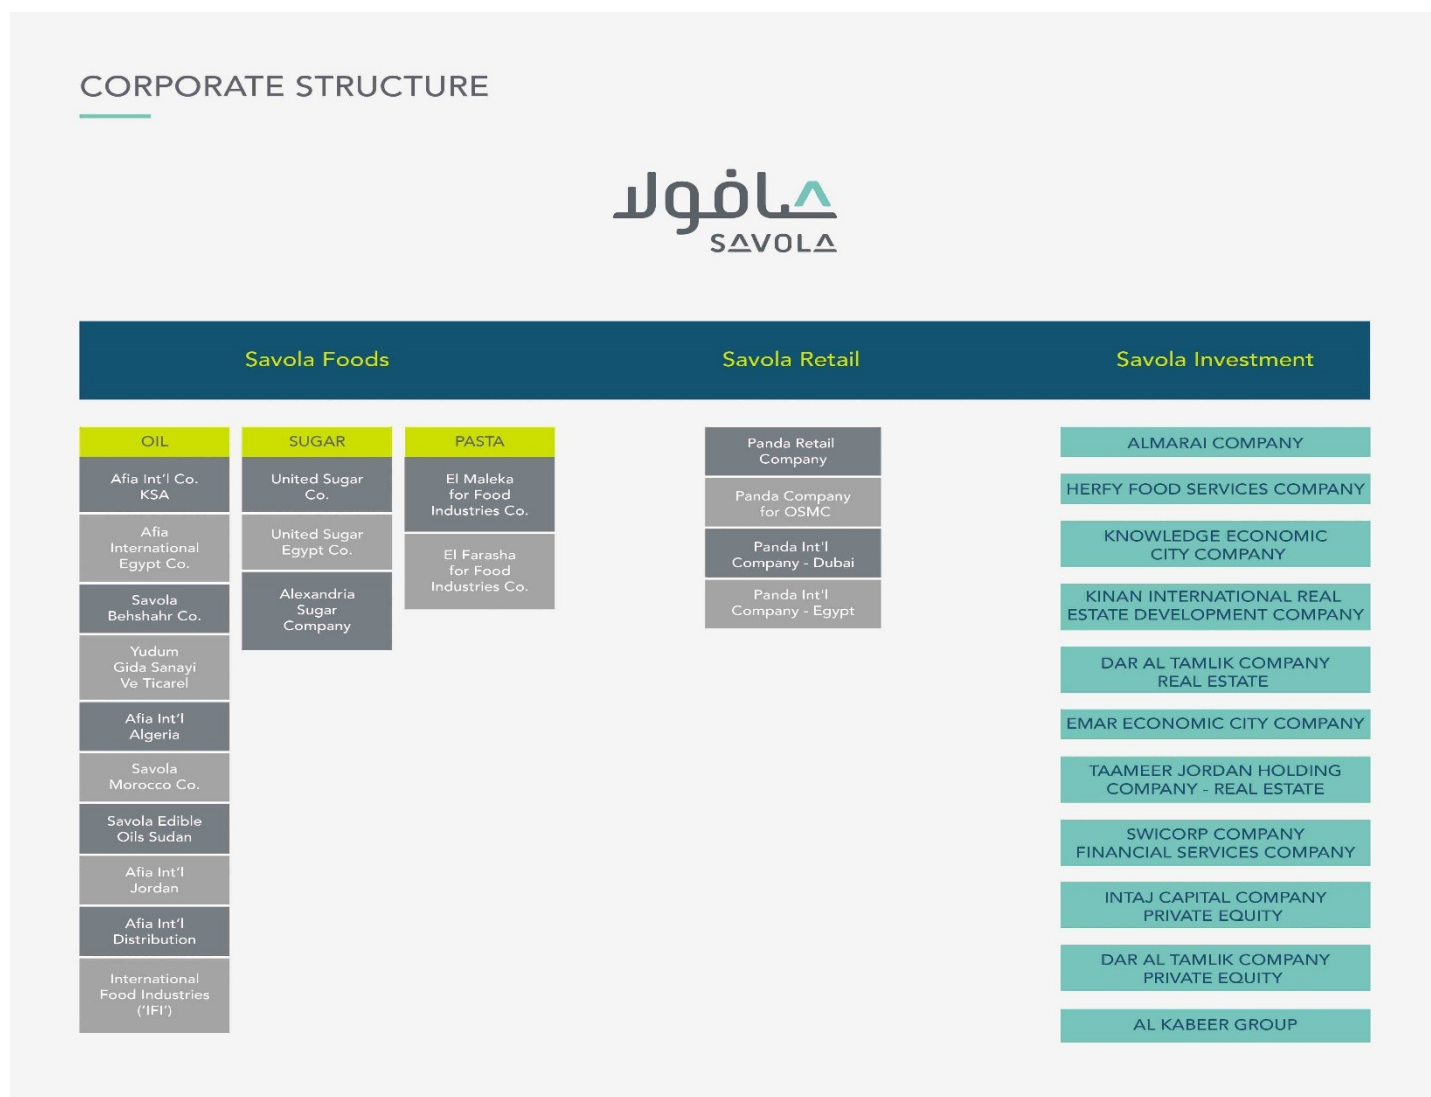 CORPORATE STRUCTURE
سافولا
SAVOLA
Savola Foods
Savola Retail
Savola Investment
OIL
Afia Int'l Co.
KSA
Afia
International
Egypt Co.
Savola
Behshahr Co.
Yudum
Gida Sanayi
Ve Ticarel
Afia Int'l
Algeria
Savola
Morocco Co.
Savola Edible
Oils Sudan
Afia Int'l
Jordan
Afia Int'l
Distribution
International
Food Industries
('IFI')
SUGAR
United Sugar
Co.
United Sugar
Egypt Co.
Alexandria
Sugar
Company
PASTA
El Maleka
for Food
Industries Co.
El Farasha
for Food
Industries Co.
Panda Retail
Company
Panda Company
for OSMC
Panda Int'l
Company - Dubai
Panda Int'l
Company - Egypt
ALMARAI COMPANY
HERFY FOOD SERVICES COMPANY
KNOWLEDGE ECONOMIC
CITY COMPANY
KINAN INTERNATIONAL REAL
ESTATE DEVELOPMENT COMPANY
DAR AL TAMLIK COMPANY
REAL ESTATE
EMAR ECONOMIC CITY COMPANY
TAAMEER JORDAN HOLDING
COMPANY - REAL ESTATE
SWICORP COMPANY
FINANCIAL SERVICES COMPANY
INTAJ CAPITAL COMPANY
PRIVATE EQUITY
DAR AL TAMLIK COMPANY
PRIVATE EQUITY
AL KABEER GROUP